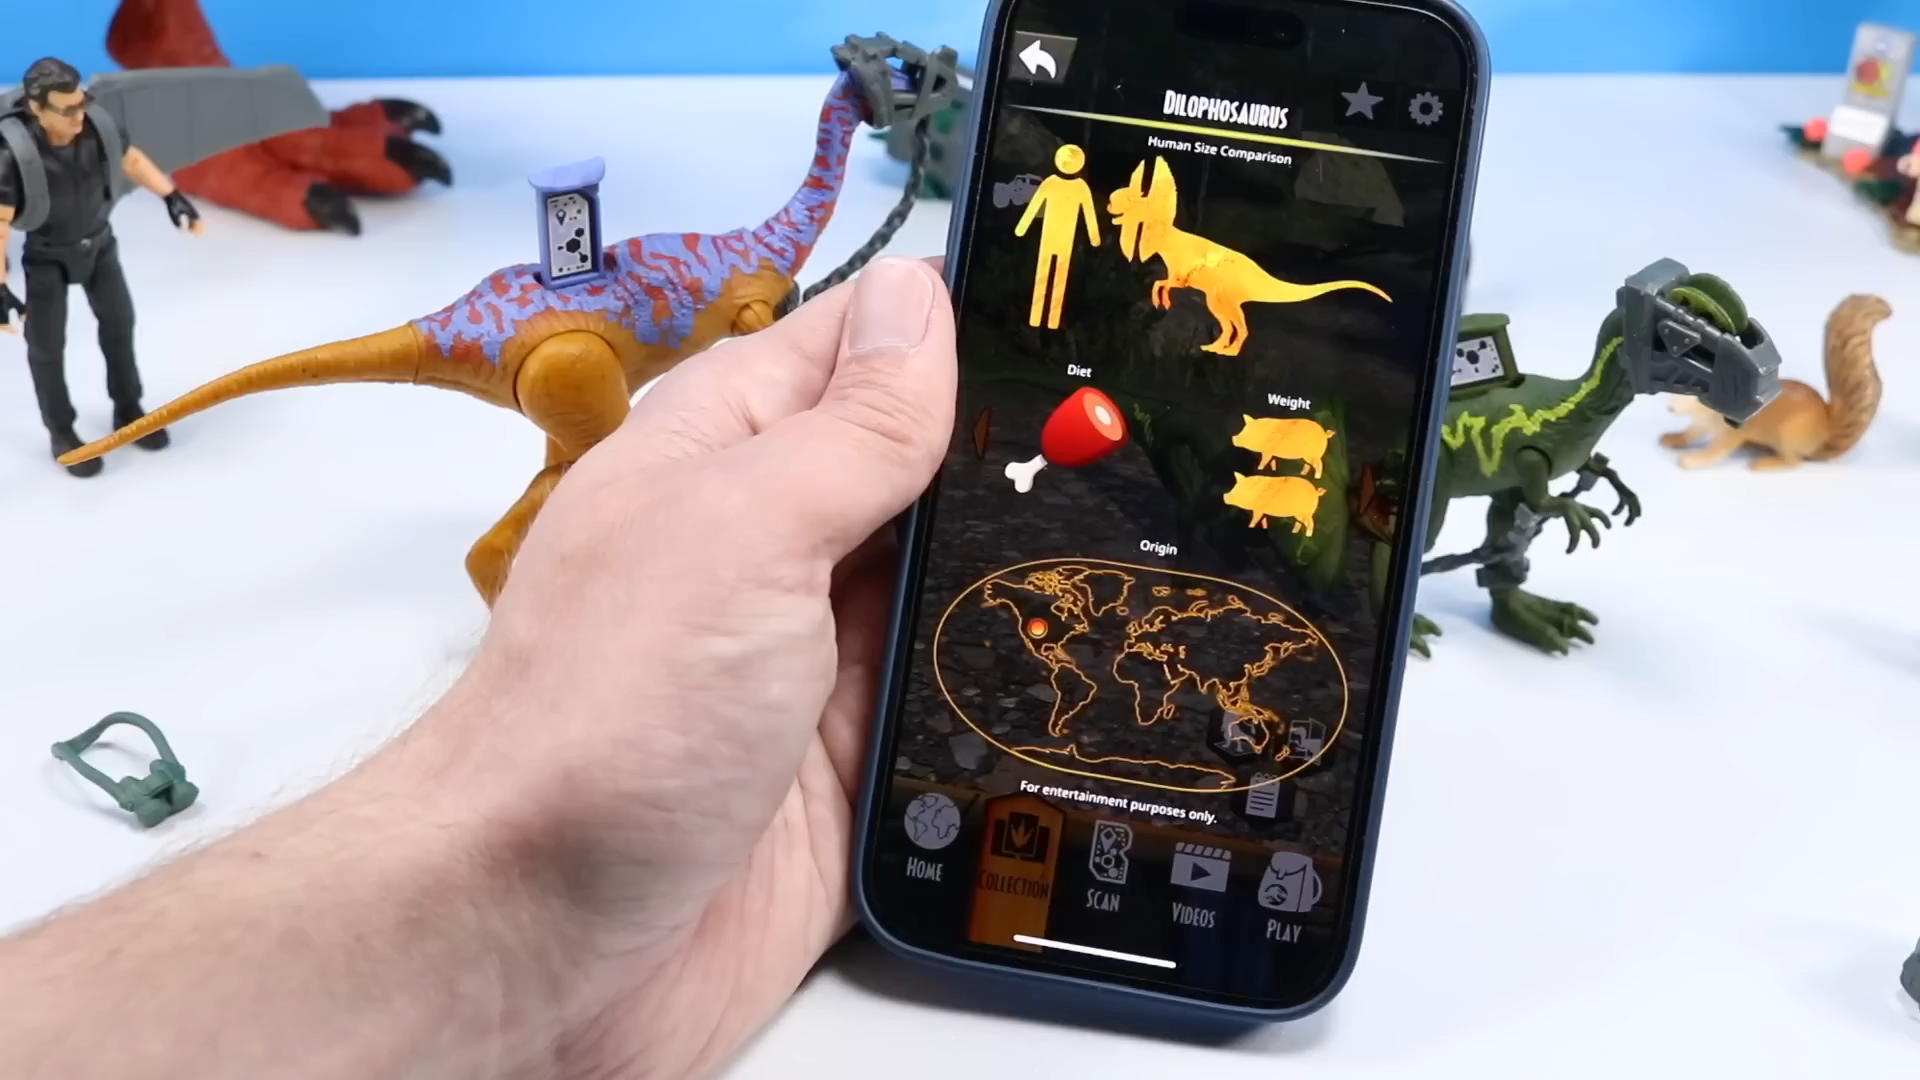 DILOPHOSAURUS
Human Size Comparison
Diet
Weight
Origin
For entertainment purposes only.
HOME
COLLECTION
SCAN
VIDEOS
PLAY